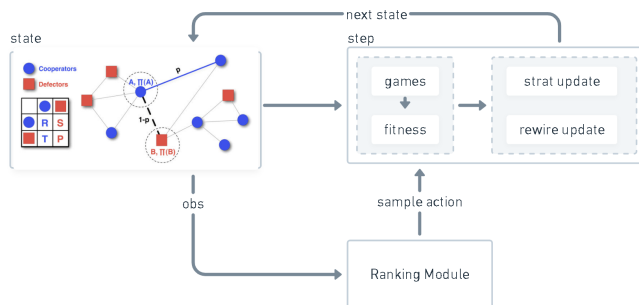 next state
state
step
Cooperators
Defectors
A, ∏(A)
P
1-p
B, ∏(B)
R S
T P
games
fitness
strat update
rewire update
obs
sample action
Ranking Module